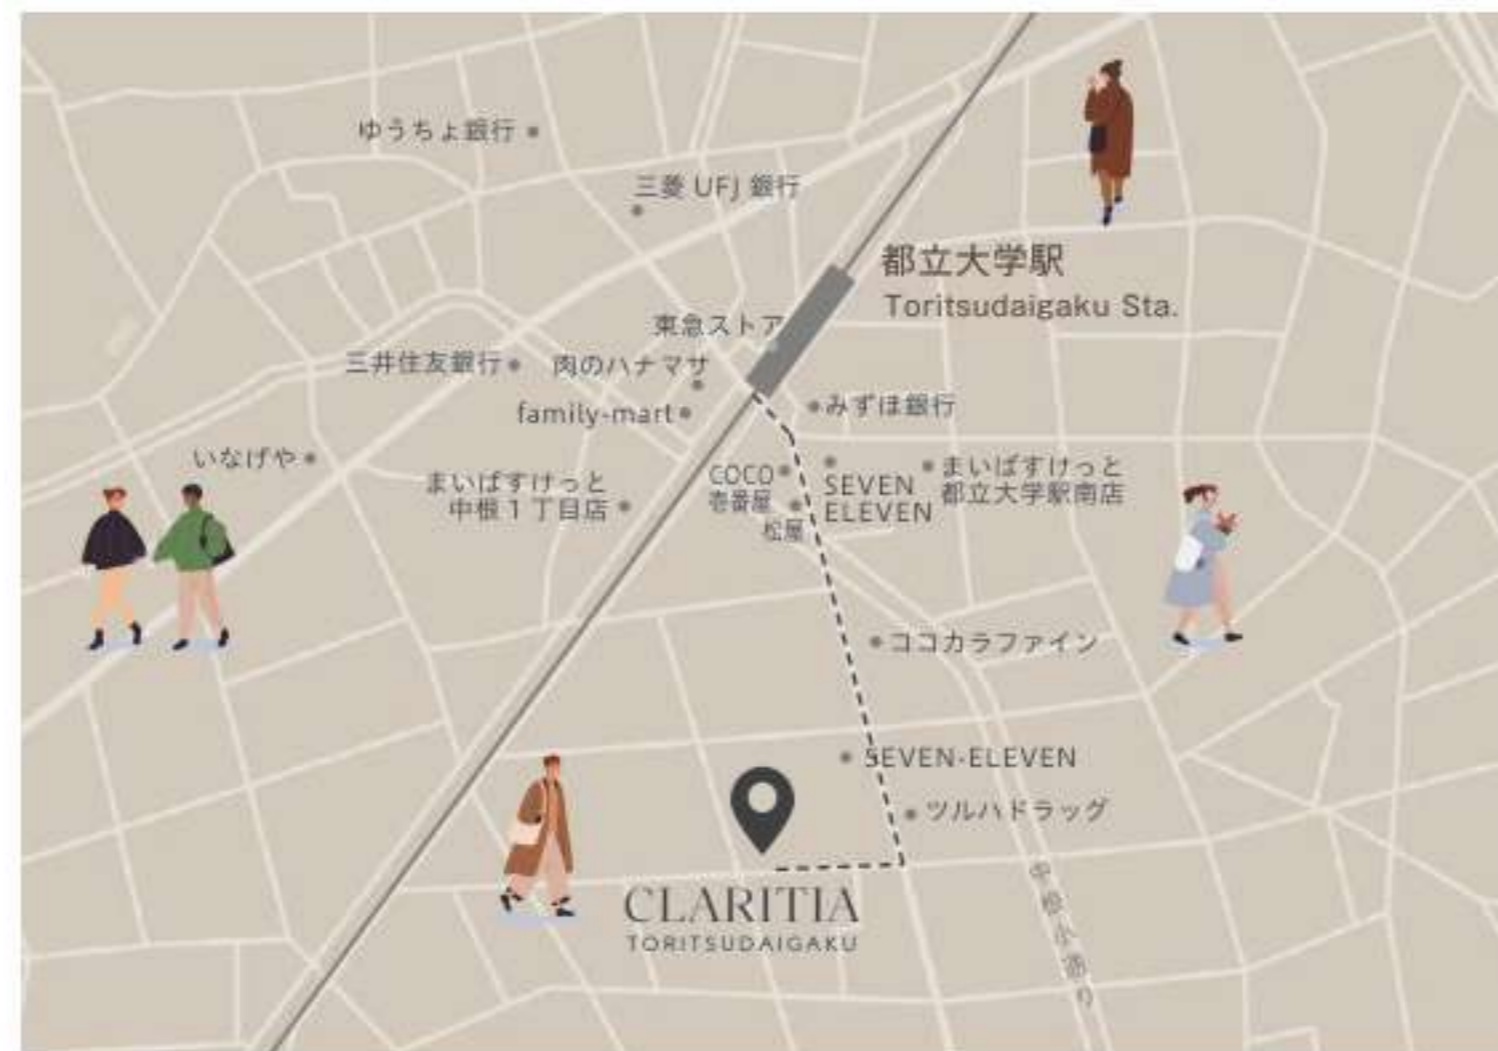 ゆうちょ銀行
三菱 UFJ 銀行
都立大学駅
Toritsudaigaku Sta.
東急ストア
三井住友銀行
肉のハナマサ
family-mart
みずほ銀行
いなげや
まいばすけっと
中根1丁目店
COCO
壱番屋
松屋
SEVEN
ELEVEN
まいばすけっと
都立大学駅南店
ココカラファイン
SEVEN-ELEVEN
ツルハドラッグ
CLARITIA
TORITSUDAIGAKU
中根小通り